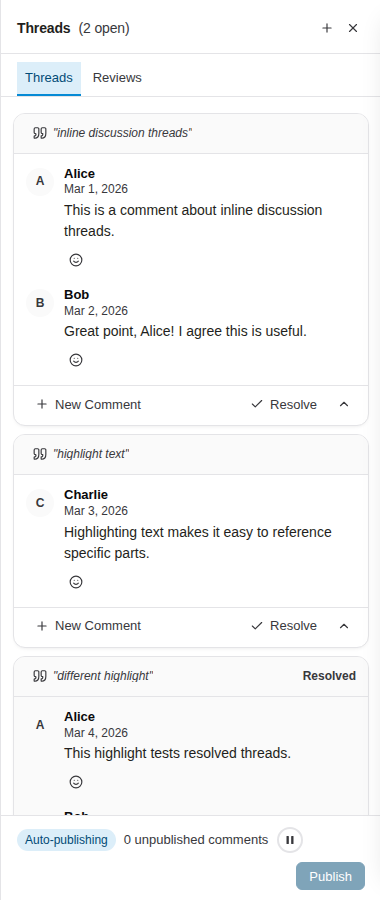 Threads (2 open)
Threads Reviews
"inline discussion threads"
A
Alice
Mar 1, 2026
This is a comment about inline discussion
threads.
B
Bob
Mar 2, 2026
Great point, Alice! I agree this is useful.
New Comment Resolve
"highlight text"
C
Charlie
Mar 3, 2026
Highlighting text makes it easy to reference
specific parts.
New Comment Resolve
"different highlight" Resolved
A
Alice
Mar 4, 2026
This highlight tests resolved threads.
Bob
Auto-publishing 0 unpublished comments
Publish